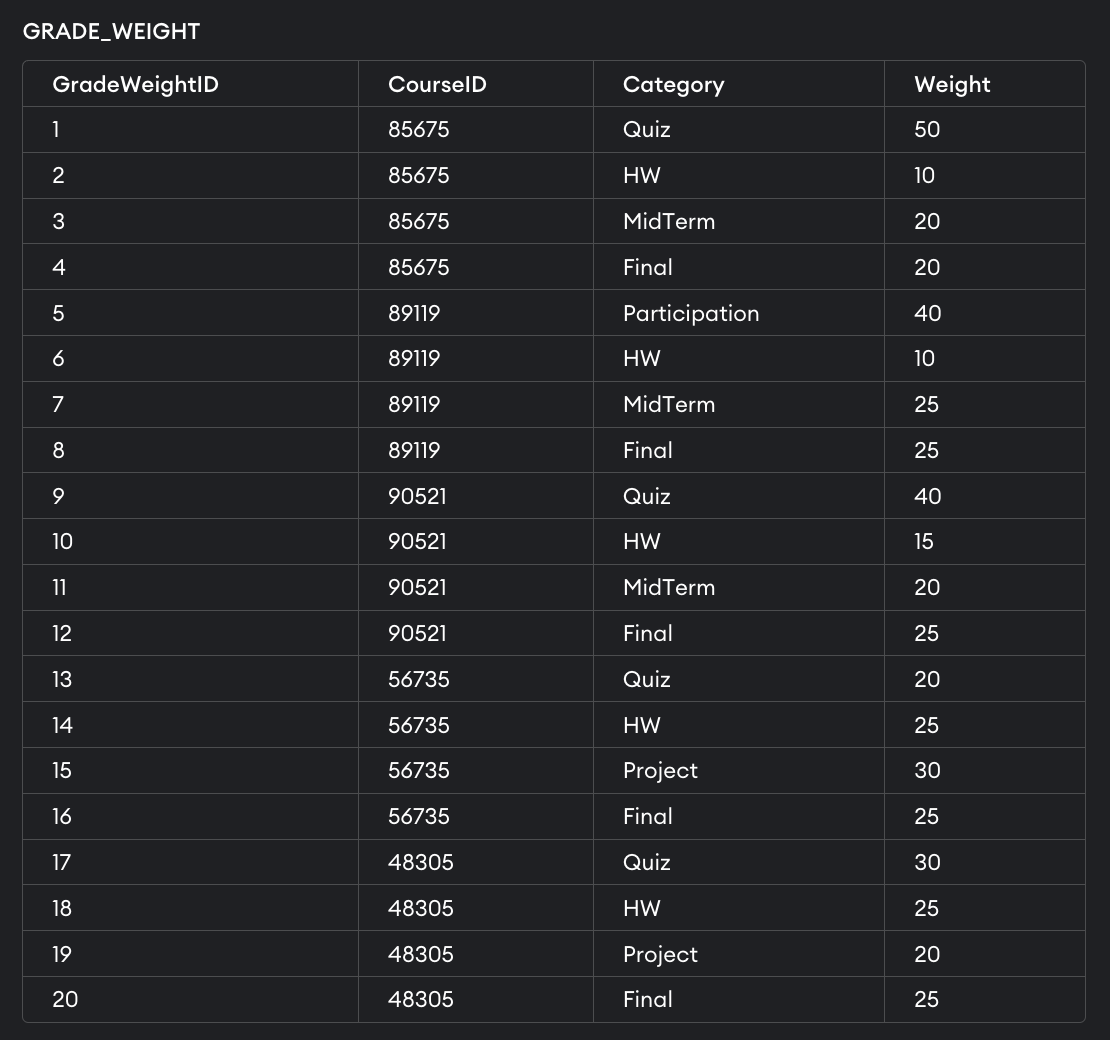 GRADE_WEIGHT
GradeWeightID CourseID Category Weight
1 85675 Quiz 50
2 85675 HW 10
3 85675 MidTerm 20
4 85675 Final 20
5 89119 Participation 40
6 89119 HW 10
7 89119 MidTerm 25
8 89119 Final 25
9 90521 Quiz 40
10 90521 HW 15
11 90521 MidTerm 20
12 90521 Final 25
13 56735 Quiz 20
14 56735 HW 25
15 56735 Project 30
16 56735 Final 25
17 48305 Quiz 30
18 48305 HW 25
19 48305 Project 20
20 48305 Final 25